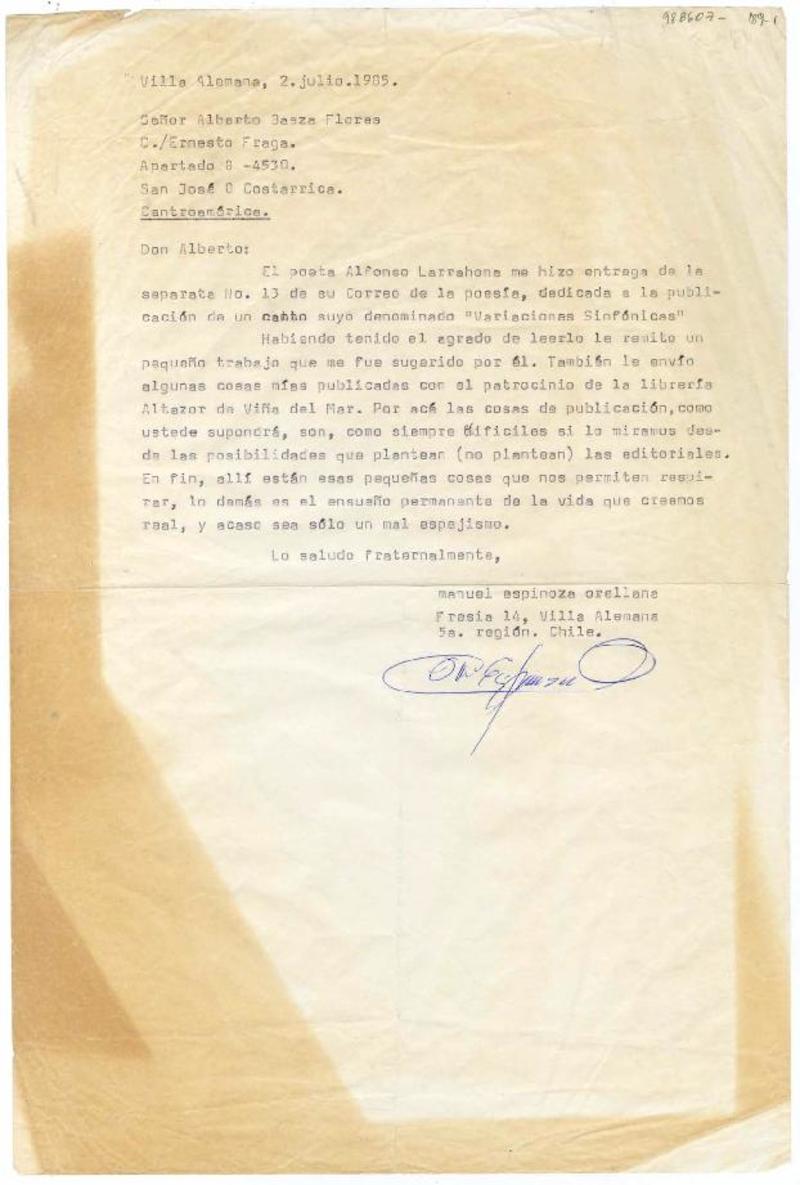 988607- 89-1
Villa Alemana, 2.julio.1985.
Señor Alberto Baeza Flores
C./Ernesto Fraga.
Apartado 8 -4530.
San José 0 Costarrica.
Centroamérica.
Don Alberto:
El poeta Alfonso Larrahona me hizo entrega de la
separata No. 13 de su Correo de la poesía, dedicada a la publi-
cación de un canto suyo denominado "Variaciones Sinfónicas"
Habiendo tenido el agrado de leerlo le remito un
pequeño trabajo que me fue sugerido por él. También le envío
algunas cosas mías publicadas con el patrocinio de la librería
Altazor de Viña del Mar. Por acá las cosas de publicación,como
ustede supondrá, son, como siempre dificiles si lo miramos des-
de las posibilidades que plantean (no plantean) las editoriales.
En fin, allí están esas pequeñas cosas que nos permiten respi-
rar, lo demás es el ensueño permanente de la vida que creemos
real, y acaso sea sólo un mal espejismo.
Lo saludo fraternalmente,
manuel espinoza orellana
Fresia 14, Villa Alemana
5a. región. Chile.